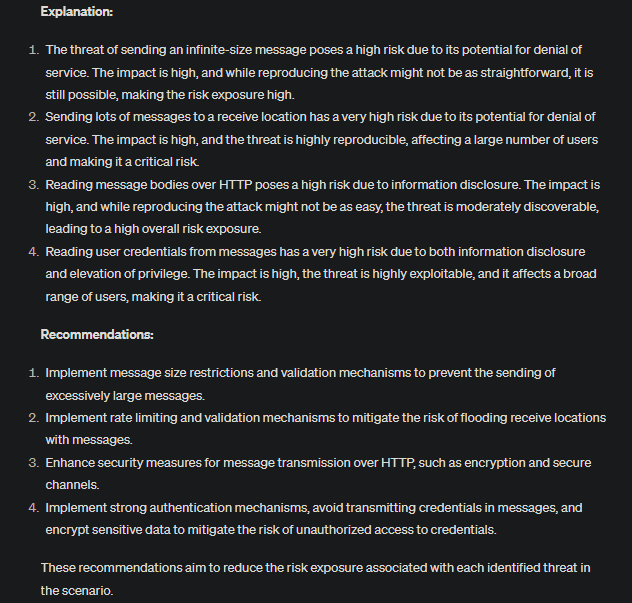 Explanation:
1. The threat of sending an infinite-size message poses a high risk due to its potential for denial of
service. The impact is high, and while reproducing the attack might not be as straightforward, it is
still possible, making the risk exposure high.
2. Sending lots of messages to a receive location has a very high risk due to its potential for denial of
service. The impact is high, and the threat is highly reproducible, affecting a large number of users
and making it a critical risk.
3. Reading message bodies over HTTP poses a high risk due to information disclosure. The impact is
high, and while reproducing the attack might not be as easy, the threat is moderately discoverable,
leading to a high overall risk exposure.
4. Reading user credentials from messages has a very high risk due to both information disclosure
and elevation of privilege. The impact is high, the threat is highly exploitable, and it affects a broad
range of users, making it a critical risk.
Recommendations:
1. Implement message size restrictions and validation mechanisms to prevent the sending of
excessively large messages.
2. Implement rate limiting and validation mechanisms to mitigate the risk of flooding receive locations
with messages.
3. Enhance security measures for message transmission over HTTP, such as encryption and secure
channels.
4. Implement strong authentication mechanisms, avoid transmitting credentials in messages, and
encrypt sensitive data to mitigate the risk of unauthorized access to credentials.
These recommendations aim to reduce the risk exposure associated with each identified threat in
the scenario.